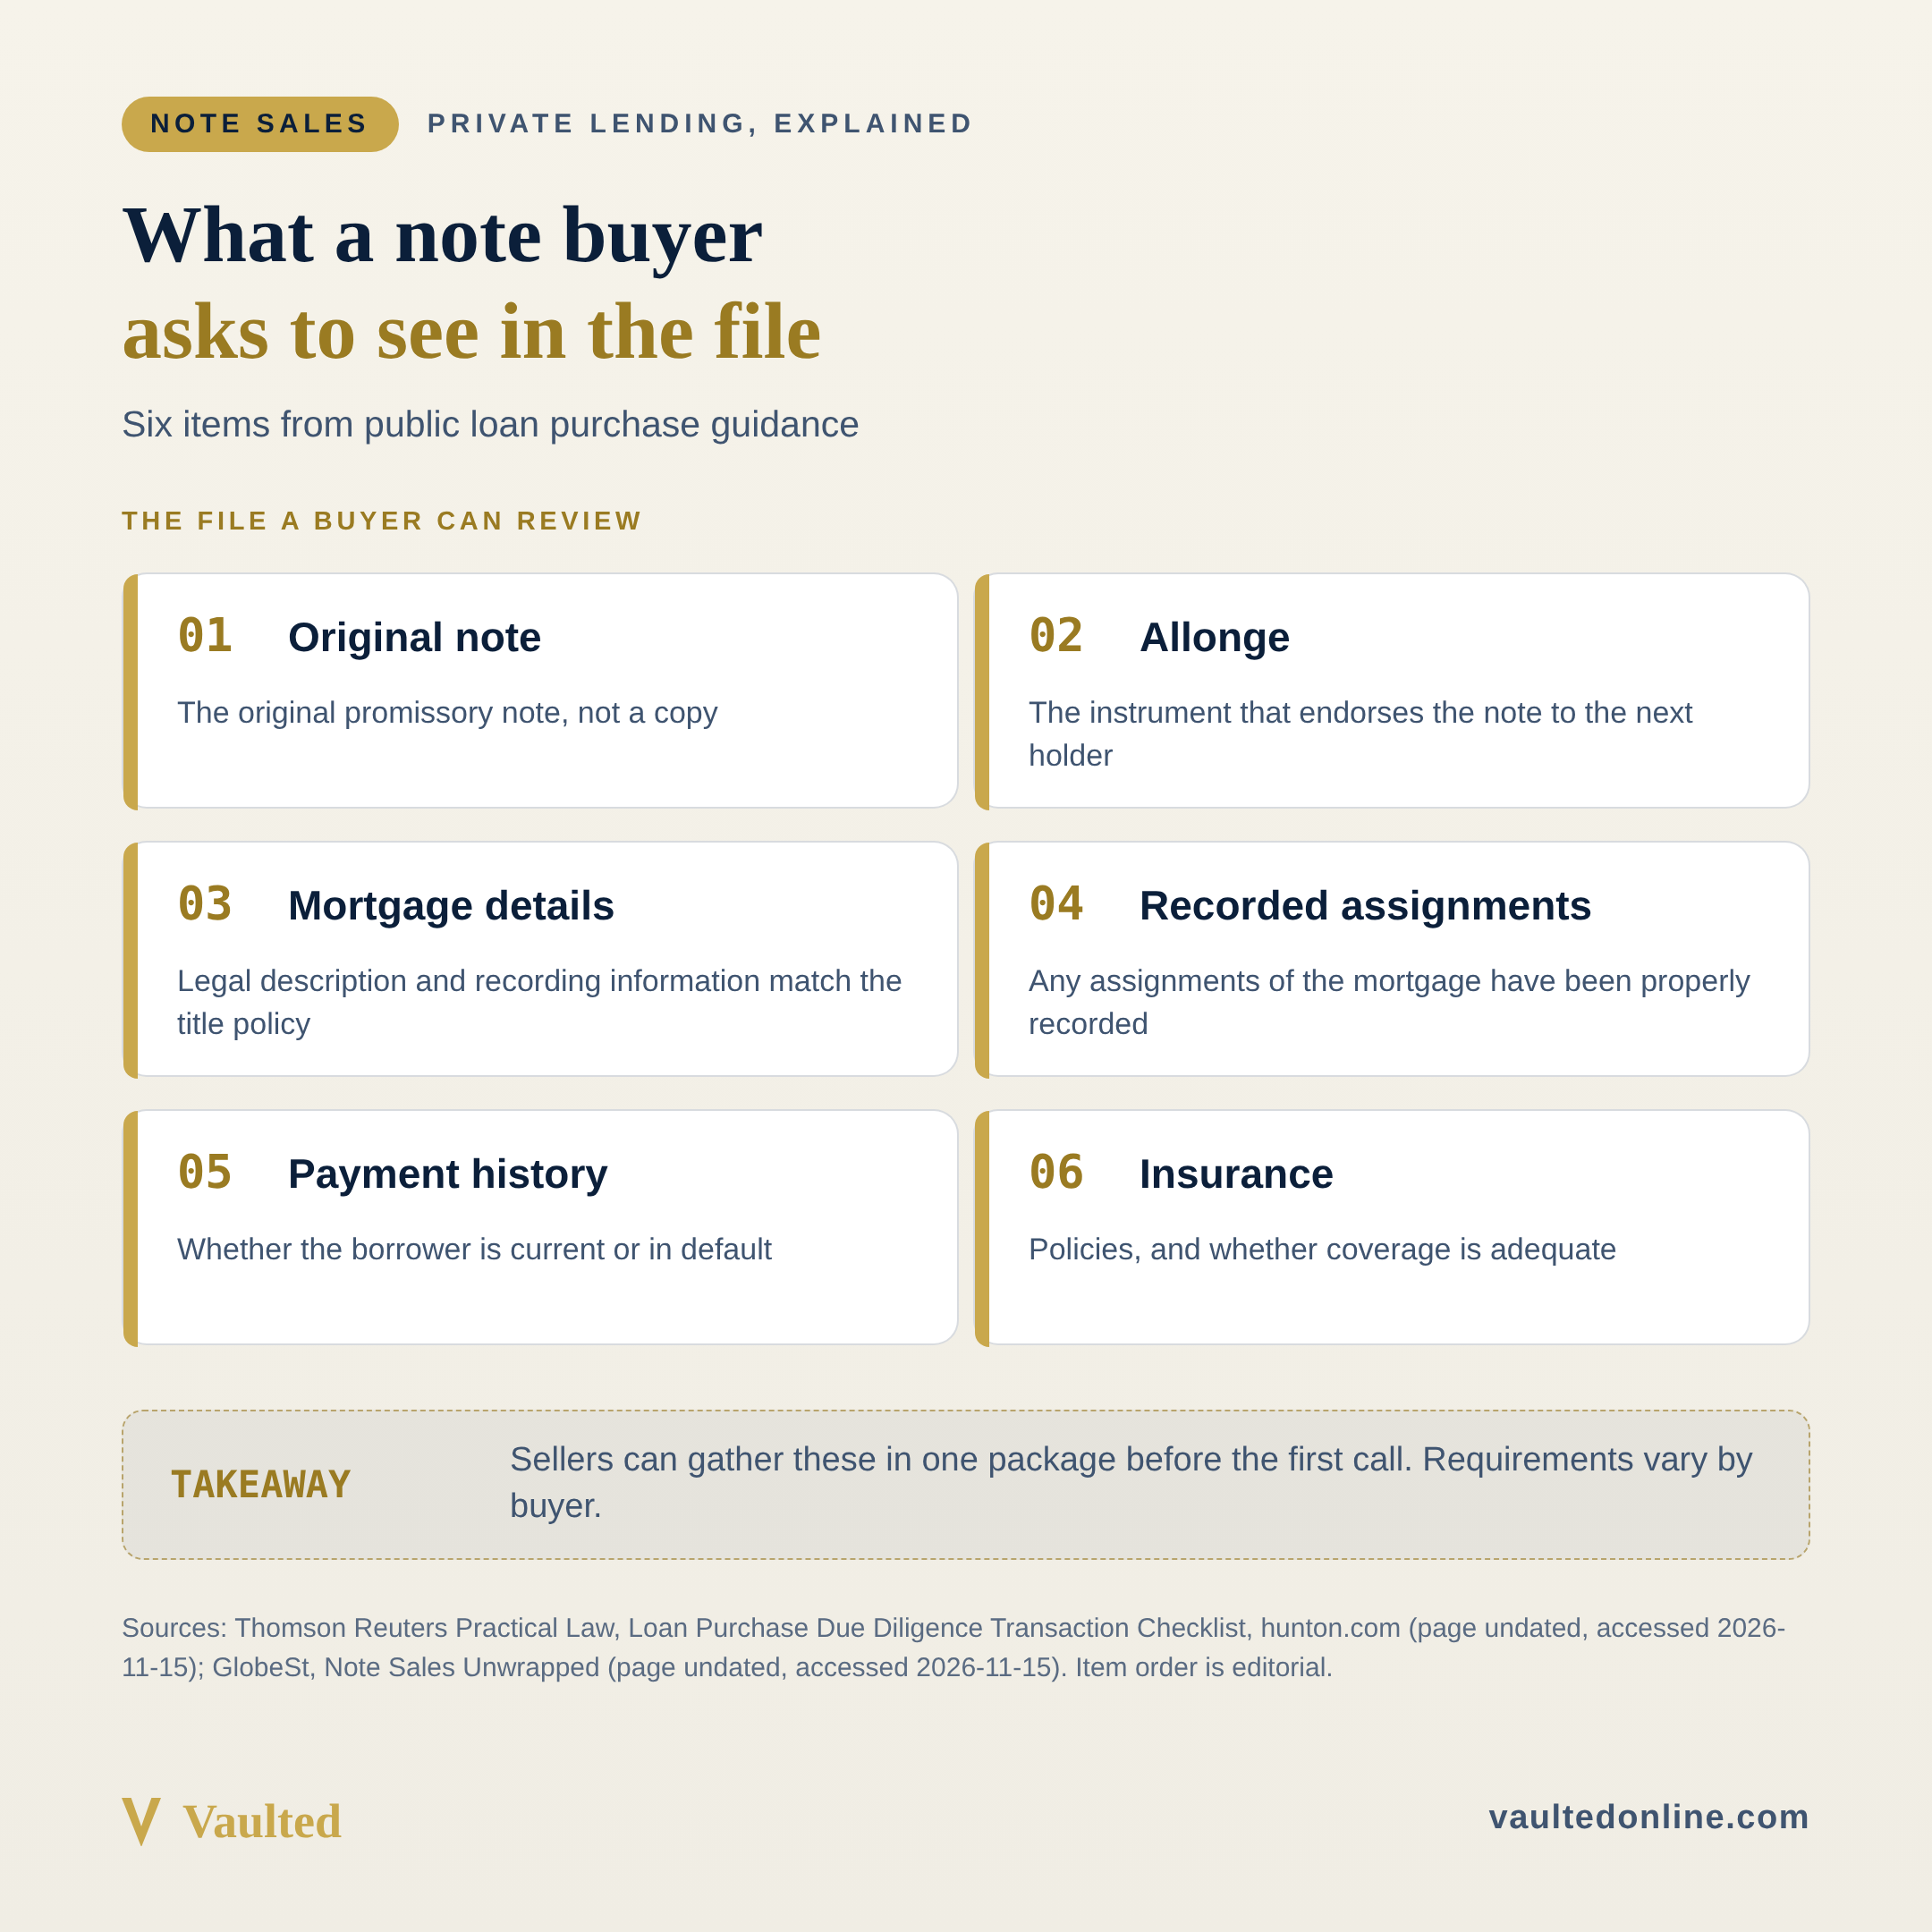 NOTE SALES
PRIVATE LENDING, EXPLAINED
What a note buyer
asks to see in the file
Six items from public loan purchase guidance
THE FILE A BUYER CAN REVIEW
01 Original note
The original promissory note, not a copy
02 Allonge
The instrument that endorses the note to the next
holder
03 Mortgage details
Legal description and recording information match the
title policy
04 Recorded assignments
Any assignments of the mortgage have been properly
recorded
05 Payment history
Whether the borrower is current or in default
06 Insurance
Policies, and whether coverage is adequate
TAKEAWAY
Sellers can gather these in one package before the first call. Requirements vary by
buyer.
Sources: Thomson Reuters Practical Law, Loan Purchase Due Diligence Transaction Checklist, hunton.com (page undated, accessed 2026-
11-15); GlobeSt, Note Sales Unwrapped (page undated, accessed 2026-11-15). Item order is editorial.
Vaulted
vaultedonline.com